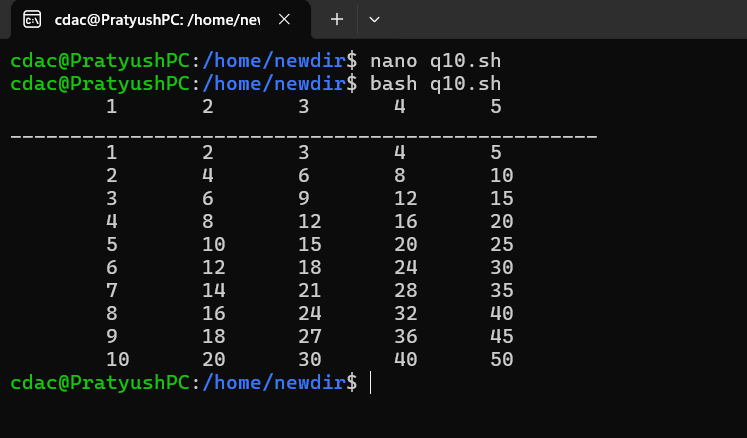 cdac@PratyushPC: /home/nev
cdac@PratyushPC:/home/newdir$ nano q10.sh
cdac@PratyushPC:/home/newdir$ bash q10.sh
1 2 3 4 5
_________________________________________________
1 2 3 4 5
2 4 6 8 10
3 6 9 12 15
4 8 12 16 20
5 10 15 20 25
6 12 18 24 30
7 14 21 28 35
8 16 24 32 40
9 18 27 36 45
10 20 30 40 50
cdac@PratyushPC:/home/newdir$